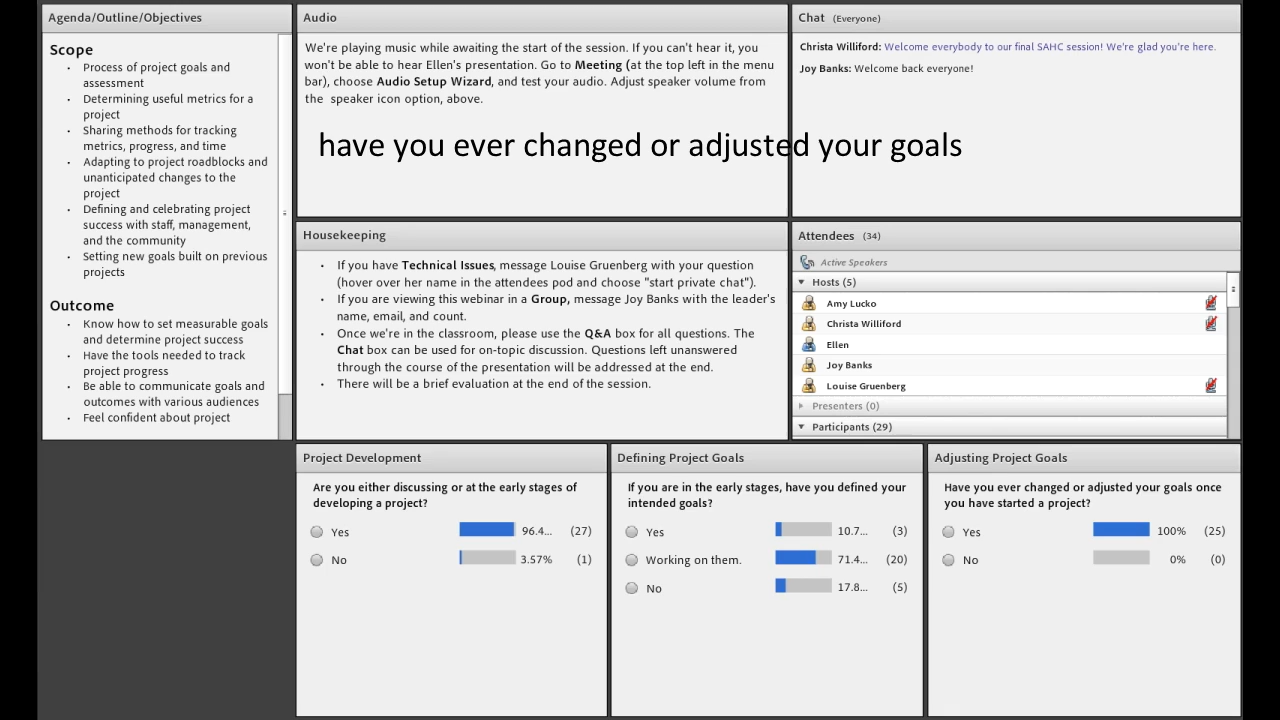 Agenda/Outline/Objectives
Scope
• Process of project goals and
assessment
• Determining useful metrics for a
project
• Sharing methods for tracking
metrics, progress, and time
• Adapting to project roadblocks and
unanticipated changes to the
project
• Defining and celebrating project
success with staff, management,
and the community
• Setting new goals built on previous
projects
Outcome
• Know how to set measurable goals
and determine project success
• Have the tools needed to track
project progress
• Be able to communicate goals and
outcomes with various audiences
• Feel confident about project
Audio
We're playing music while awaiting the start of the session. If you can't hear it, you
won't be able to hear Ellen's presentation. Go to Meeting (at the top left in the menu
bar), choose Audio Setup Wizard, and test your audio. Adjust speaker volume from
the speaker icon option, above.
have you ever changed or adjusted your goals
Chat (Everyone)
Christa Williford: Welcome everybody to our final SAHC session! We're glad you're here.
Joy Banks: Welcome back everyone!
Housekeeping
• If you have Technical Issues, message Louise Gruenberg with your question
(hover over her name in the attendees pod and choose "start private chat").
• If you are viewing this webinar in a Group, message Joy Banks with the leader's
name, email, and count.
• Once we're in the classroom, please use the Q&A box for all questions. The
Chat box can be used for on-topic discussion. Questions left unanswered
through the course of the presentation will be addressed at the end.
• There will be a brief evaluation at the end of the session.
Attendees (34)
Active Speakers
Hosts (5)
Amy Lucko
Christa Williford
Ellen
Joy Banks
Louise Gruenberg
Presenters (0)
Participants (29)
Project Development
Are you either discussing or at the early stages of
developing a project?
Yes 96.4... (27)
No 3.57% (1)
Defining Project Goals
If you are in the early stages, have you defined your
intended goals?
Yes 10.7... (3)
Working on them. 71.4... (20)
No 17.8... (5)
Adjusting Project Goals
Have you ever changed or adjusted your goals once
you have started a project?
Yes 100% (25)
No 0% (0)